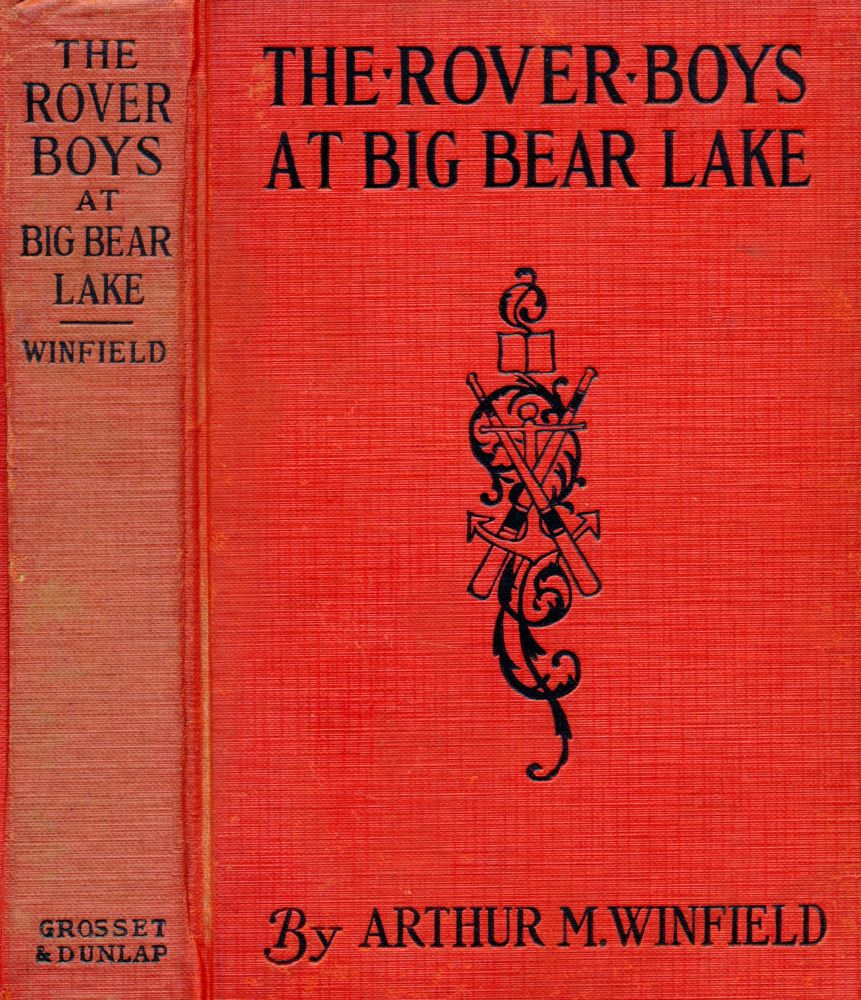 THE
ROVER
BOYS
AT
BIG BEAR
LAKE
WINFIELD
GROSSET
& DUNLAP
THE·ROVER·BOYS
AT BIG BEAR LAKE
By ARTHUR M. WINFIELD